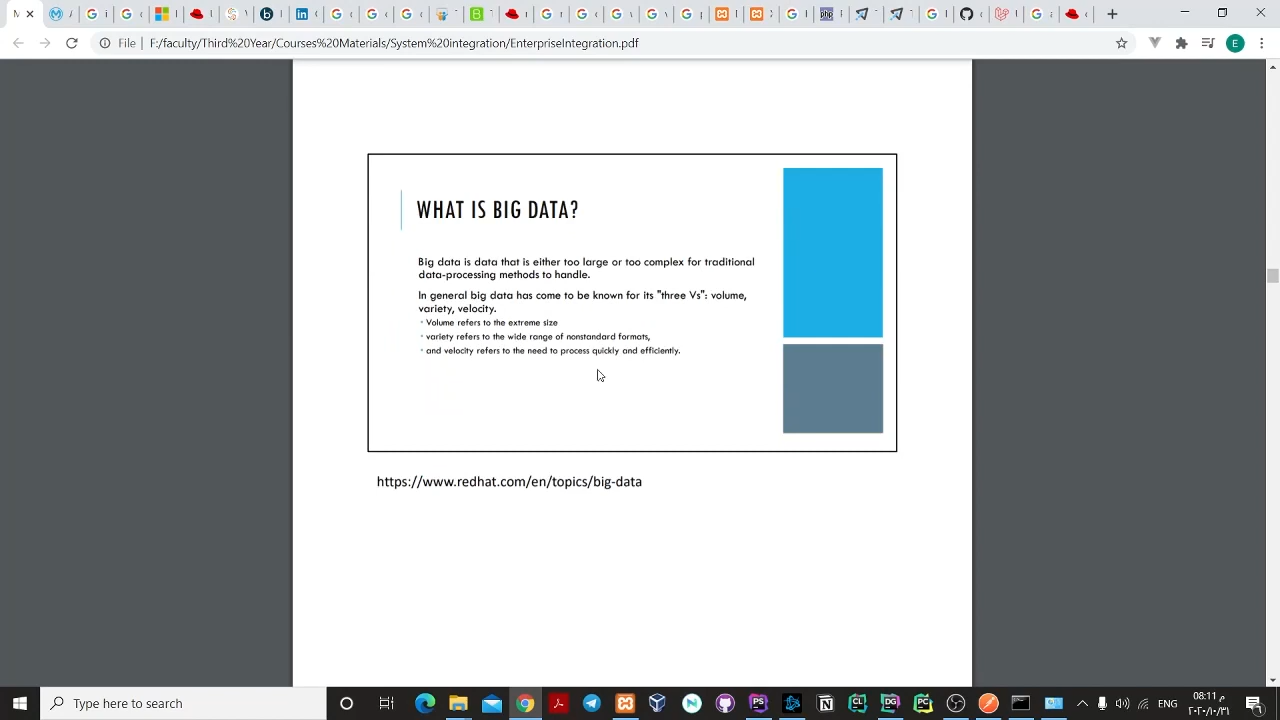 File | F:/faculty/Third%20Year/Courses%20Materials/System%20integration/EnterpriseIntegration.pdf
WHAT IS BIG DATA?
Big data is data that is either too large or too complex for traditional
data-processing methods to handle.
In general big data has come to be known for its "three Vs": volume,
variety, velocity.
Volume refers to the extreme size
variety refers to the wide range of nonstandard formats,
and velocity refers to the need to process quickly and efficiently.
https://www.redhat.com/en/topics/big-data
Type here to search
ENG
08:11 م